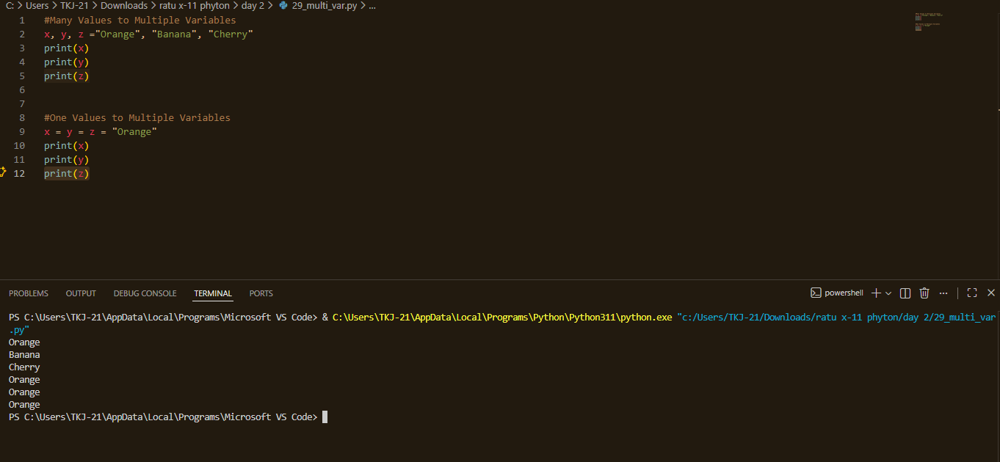 C: > Users > TKJ-21 > Downloads > ratu x-11 phyton > day 2 > 29_multi_var.py > ...
1 #Many Values to Multiple Variables
2 x, y, z ="Orange", "Banana", "Cherry"
3 print(x)
4 print(y)
5 print(z)
6
7
8 #One Values to Multiple Variables
9 x = y = z = "Orange"
10 print(x)
11 print(y)
12 print(z)
PROBLEMS OUTPUT DEBUG CONSOLE TERMINAL PORTS powershell
PS C:\Users\TKJ-21\AppData\Local\Programs\Microsoft VS Code> & C:\Users\TKJ-21\AppData\Local\Programs\Python\Python311\python.exe "c:/Users/TKJ-21/Downloads/ratu x-11 phyton/day 2/29_multi_var
.py"
Orange
Banana
Cherry
Orange
Orange
Orange
PS C:\Users\TKJ-21\AppData\Local\Programs\Microsoft VS Code>